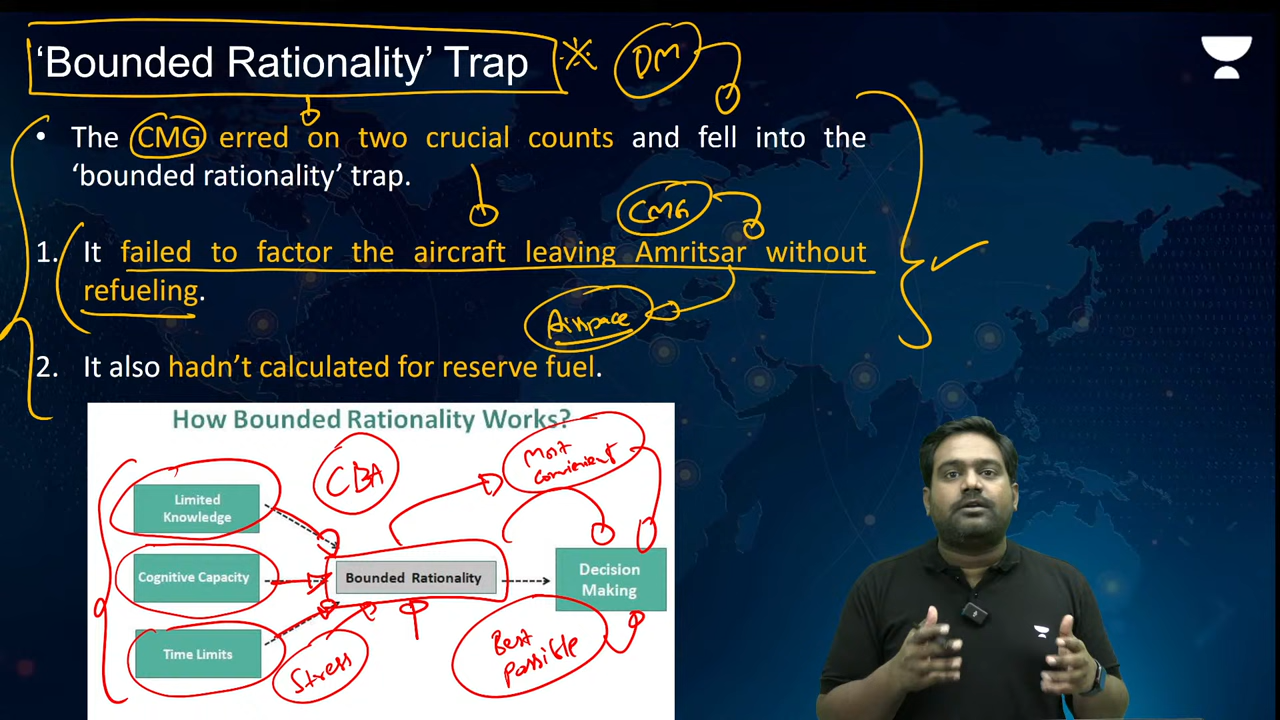 ‘Bounded Rationality’ Trap
DM
• The CMG erred on two crucial counts and fell into the
‘bounded rationality’ trap.
CMG
1. It failed to factor the aircraft leaving Amritsar without
refueling.
Airspace
2. It also hadn’t calculated for reserve fuel.
How Bounded Rationality Works?
CBA
Most
convenient
Limited
Knowledge
Cognitive Capacity
Bounded Rationality
Decision
Making
Time Limits
Stress
Best
possible